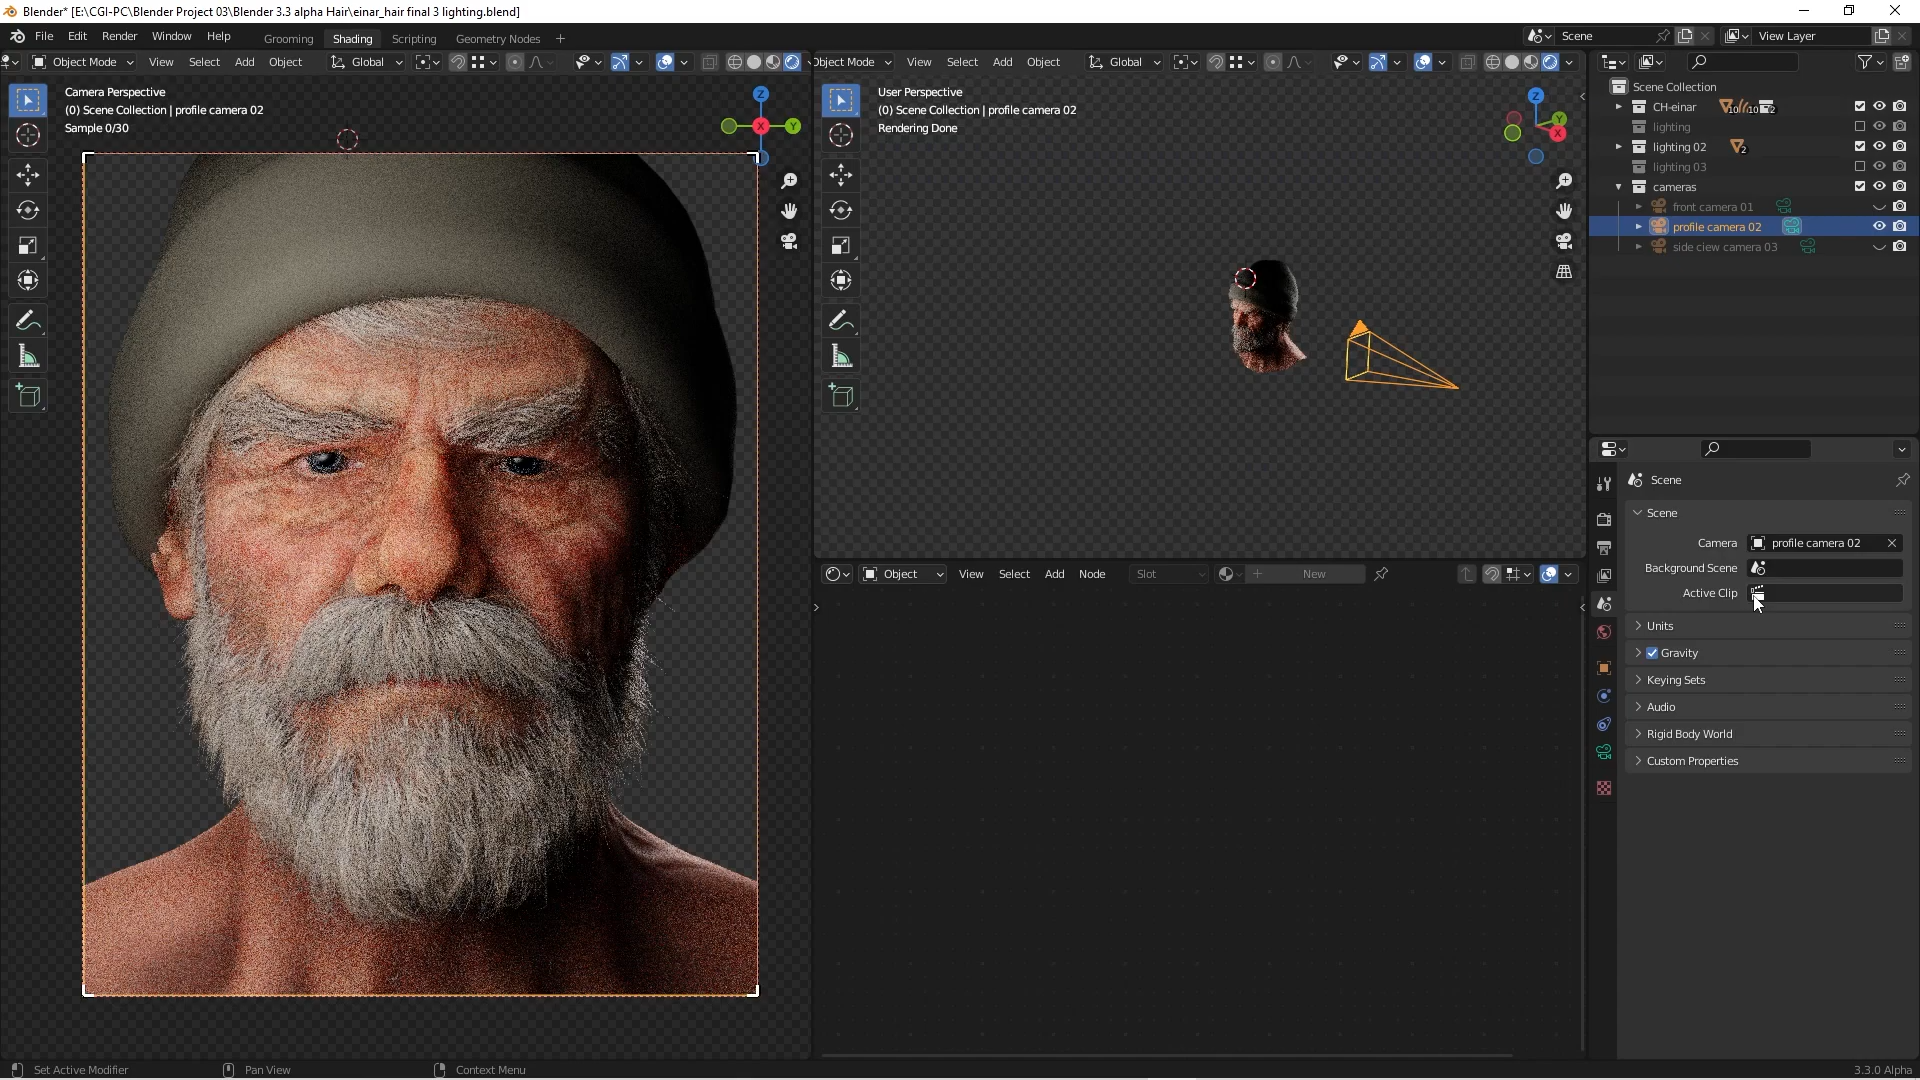 Blender* [E:\CGI-PC\Blender Project 03\Blender 3.3 alpha Hair\einar_hair final 3 lighting.blend]
File Edit Render Window Help Grooming Shading Scripting Geometry Nodes Scene View Layer
Object Mode View Select Add Object Global
Object Mode View Select Add Object Global
Camera Perspective
(0) Scene Collection | profile camera 02
Sample 0/30
Z
X
Y
User Perspective
(0) Scene Collection | profile camera 02
Rendering Done
Z
Y
X
Scene Collection
CH-einar 10 10 2
lighting
lighting 02 2
lighting 03
cameras
front camera 01
profile camera 02
side ciew camera 03
Scene
Scene
Camera profile camera 02
Background Scene
Active Clip
Units
Gravity
Keying Sets
Audio
Rigid Body World
Custom Properties
Object View Select Add Node Slot New
Set Active Modifier Pan View Context Menu 3.3.0 Alpha